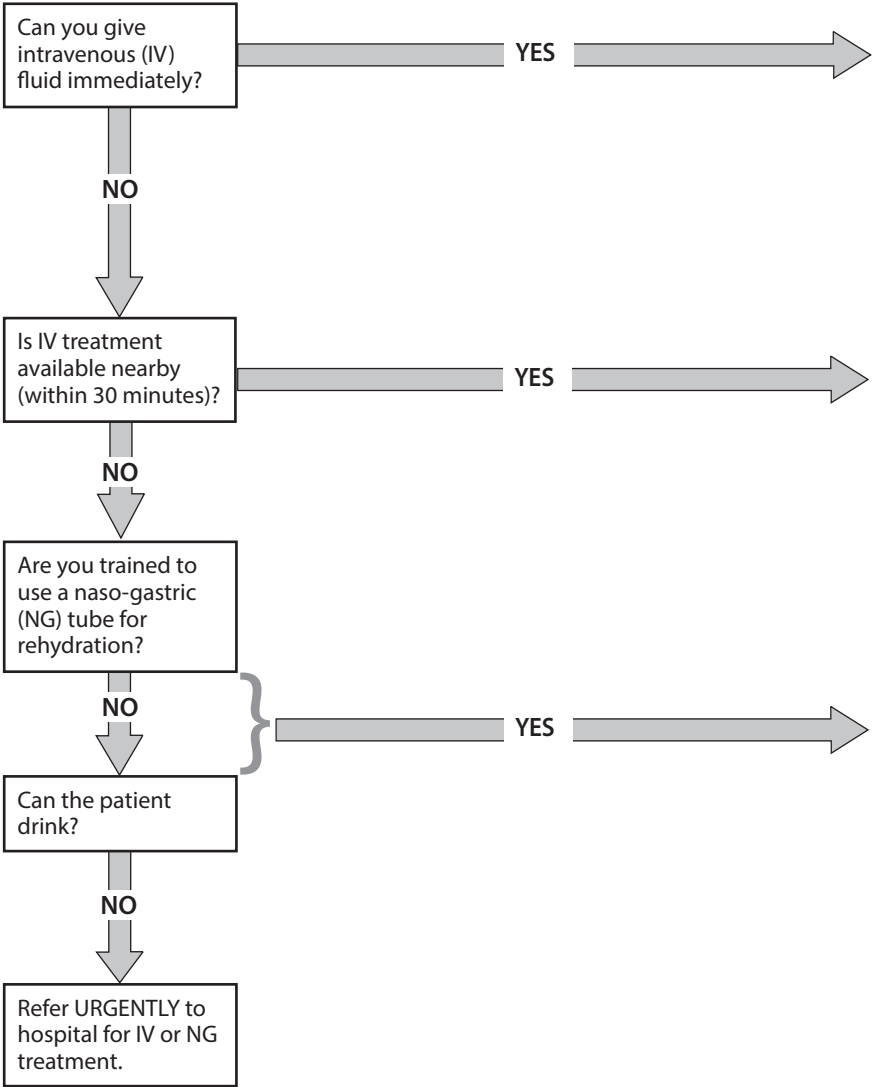 Can you give
intravenous (IV)
fluid immediately?
YES
NO
Is IV treatment
available nearby
(within 30 minutes)?
YES
NO
Are you trained to
use a naso-gastric
(NG) tube for
rehydration?
NO
YES
Can the patient
drink?
NO
Refer URGENTLY to
hospital for IV or NG
treatment.